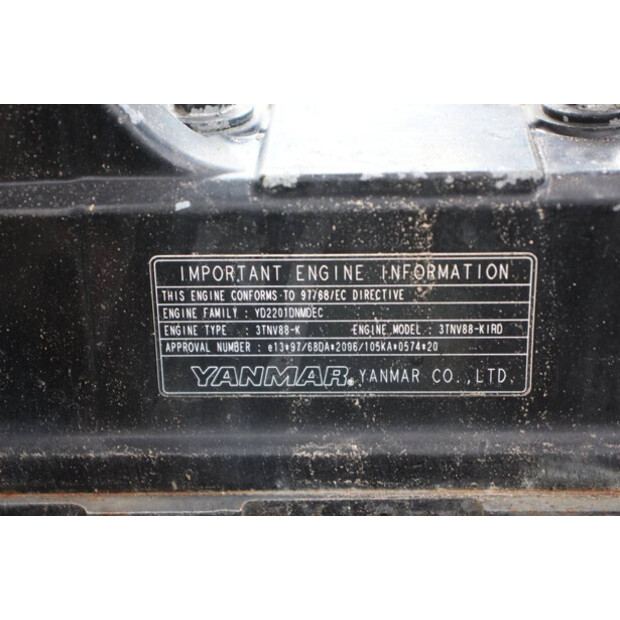 IMPORTANT ENGINE INFORMATION
THIS ENGINE CONFORMS TO 97/68/EC DIRECTIVE
ENGINE FAMILY : YD2201DNMDEC
ENGINE TYPE : 3TNV88-K ENGINE MODEL : 3TNV88-KIRD
APPROVAL NUMBER : e13*97/68DA*2006/105KA*0574*20
YANMAR. YANMAR CO.,LTD.